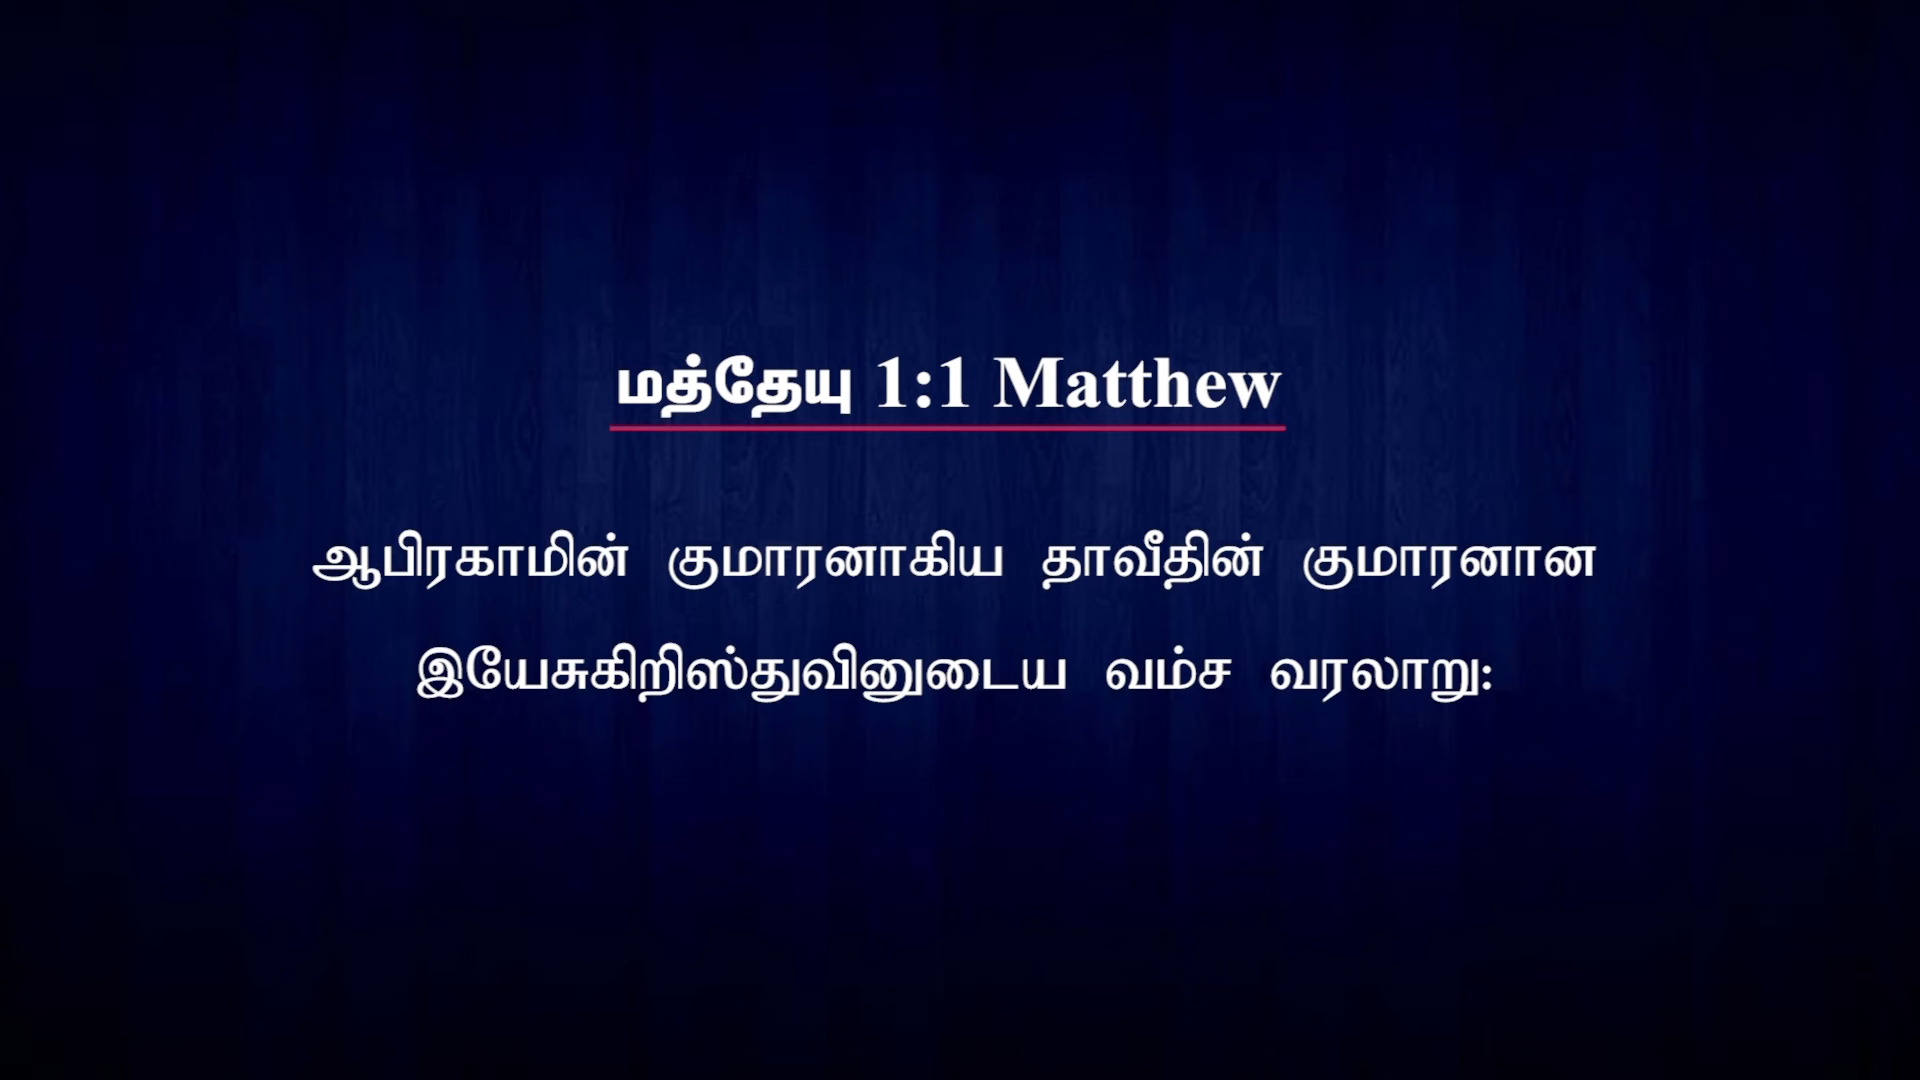 மத்தேயு 1:1 Matthew
ஆபிரகாமின் குமாரனாகிய தாவீதின் குமாரனான
இயேசுகிறிஸ்துவினுடைய வம்ச வரலாறு: